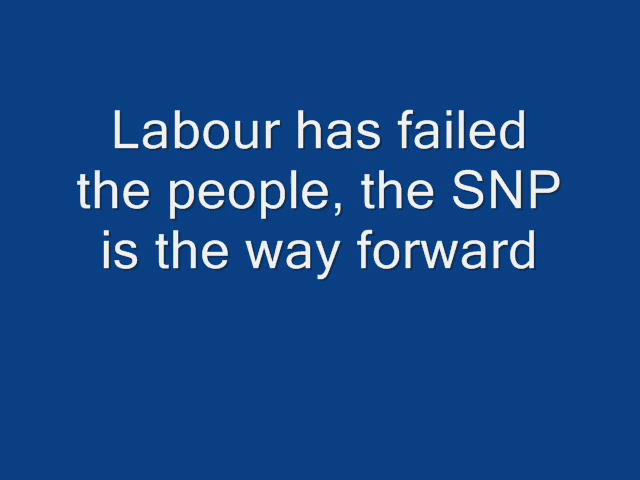 Labour has failed
the people, the SNP
is the way forward